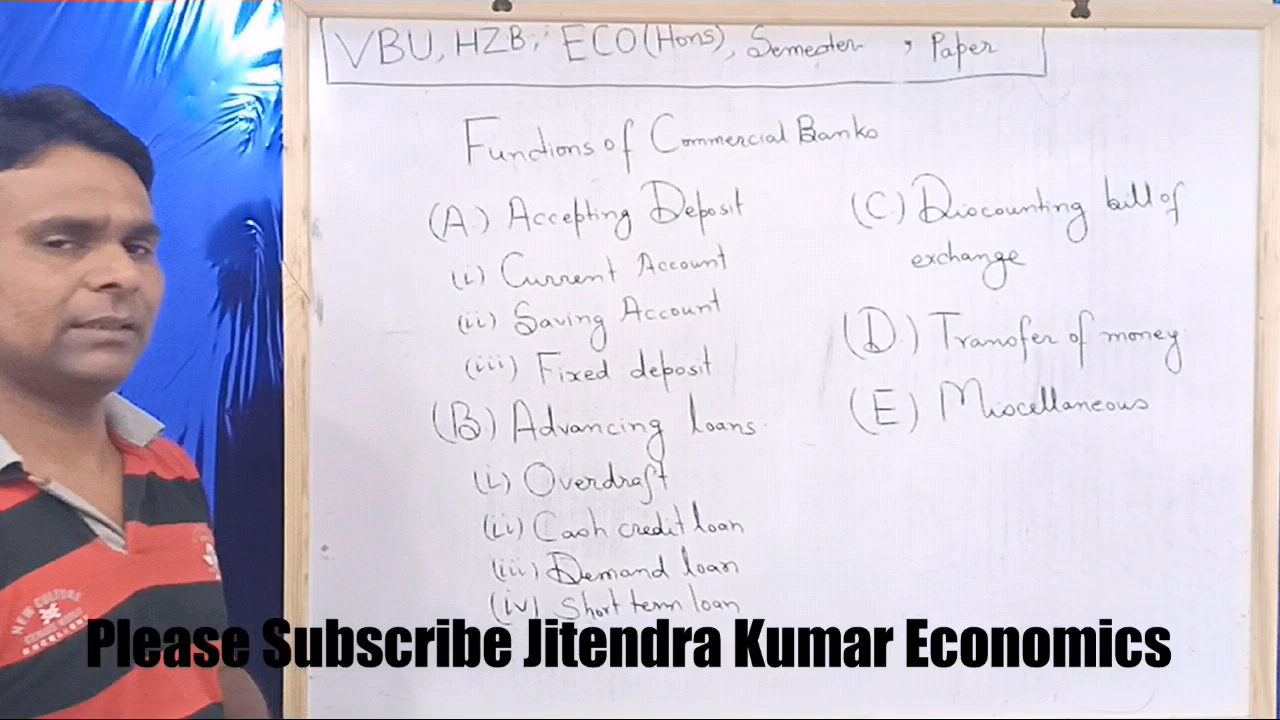 VBU, HZB, ECO(Hons), Semester , Paper
Functions of Commercial Banks
(A.) Accepting Deposit
(i) Current Account
(ii) Saving Account
(iii) Fixed deposit
(B.) Advancing loans.
(i) Overdraft
(ii) Cash credit loan
(iii) Demand loan
(iv) Short term loan
(C.) Discounting bill of
exchange
(D.) Transfer of money
(E) Miscellaneous
NEW CULTURE
Please Subscribe Jitendra Kumar Economics